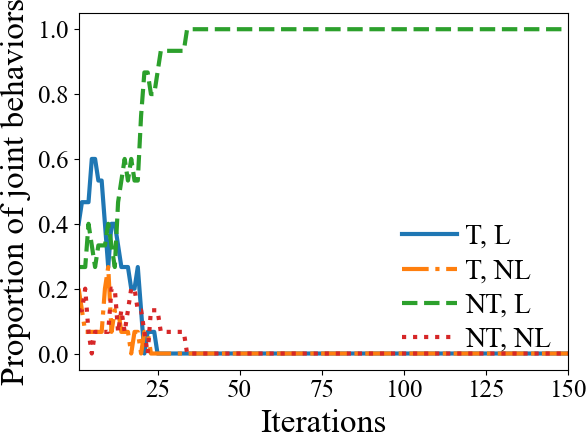 Proportion of joint behaviors
1.0
0.8
0.6
0.4
0.2
0.0
T, L
T, NL
NT, L
NT, NL
25 50 75 100 125 150
Iterations